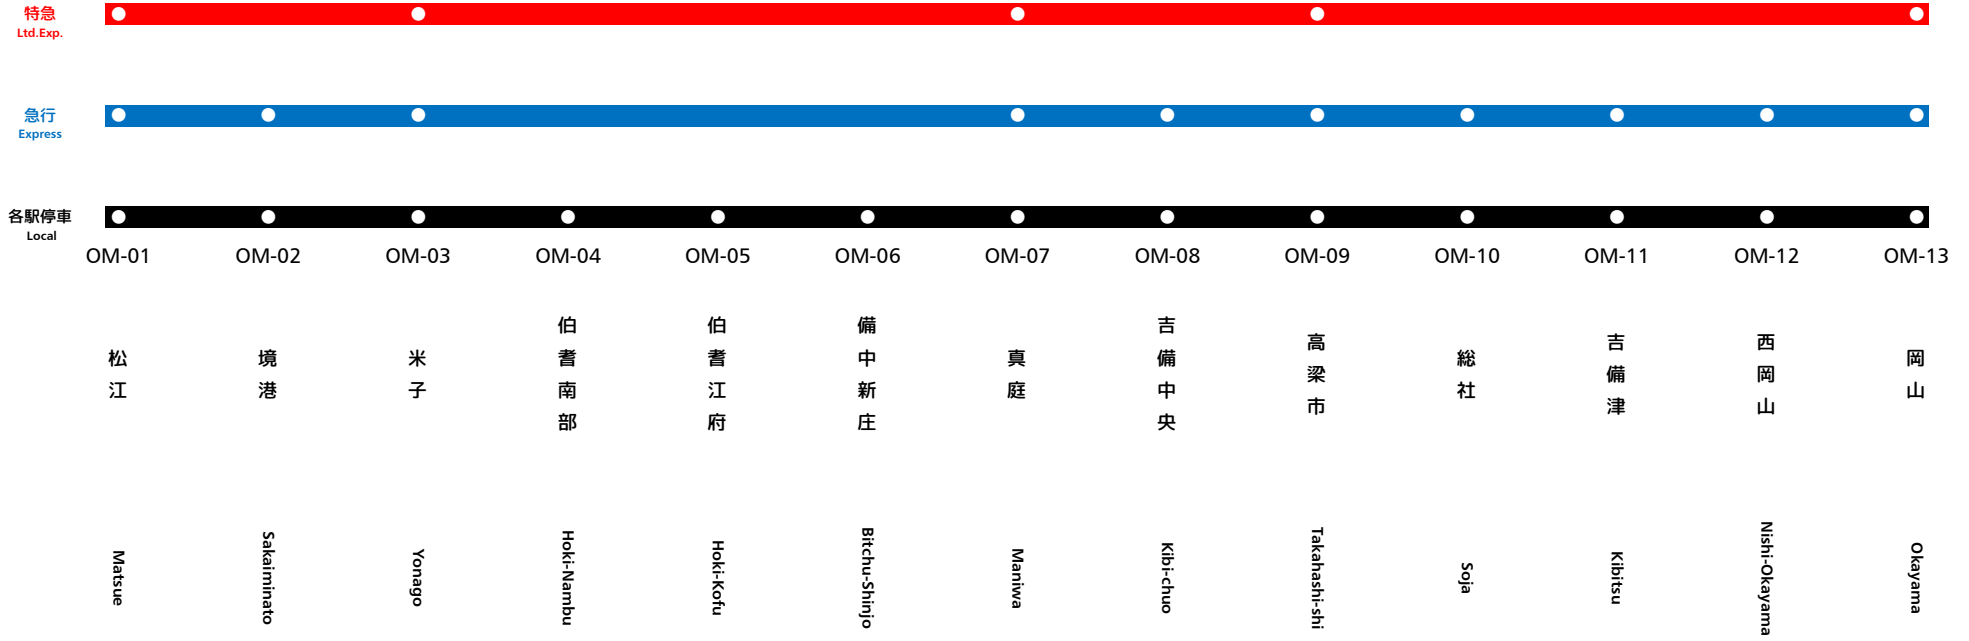 特急
Ltd.Exp.
急行
Express
各駅停車
Local
OM-01 OM-02 OM-03 OM-04 OM-05 OM-06 OM-07 OM-08 OM-09 OM-10 OM-11 OM-12 OM-13
松江
境港
米子
伯耆南部
伯耆江府
備中新庄
真庭
吉備中央
高梁市
総社
吉備津
西岡山
岡山
Matsue
Sakaiminato
Yonago
Hoki-Nambu
Hoki-Kofu
Bitchu-Shinjo
Maniwa
Kibi-chuo
Takahashi-shi
Soja
Kibitsu
Nishi-Okayama
Okayama